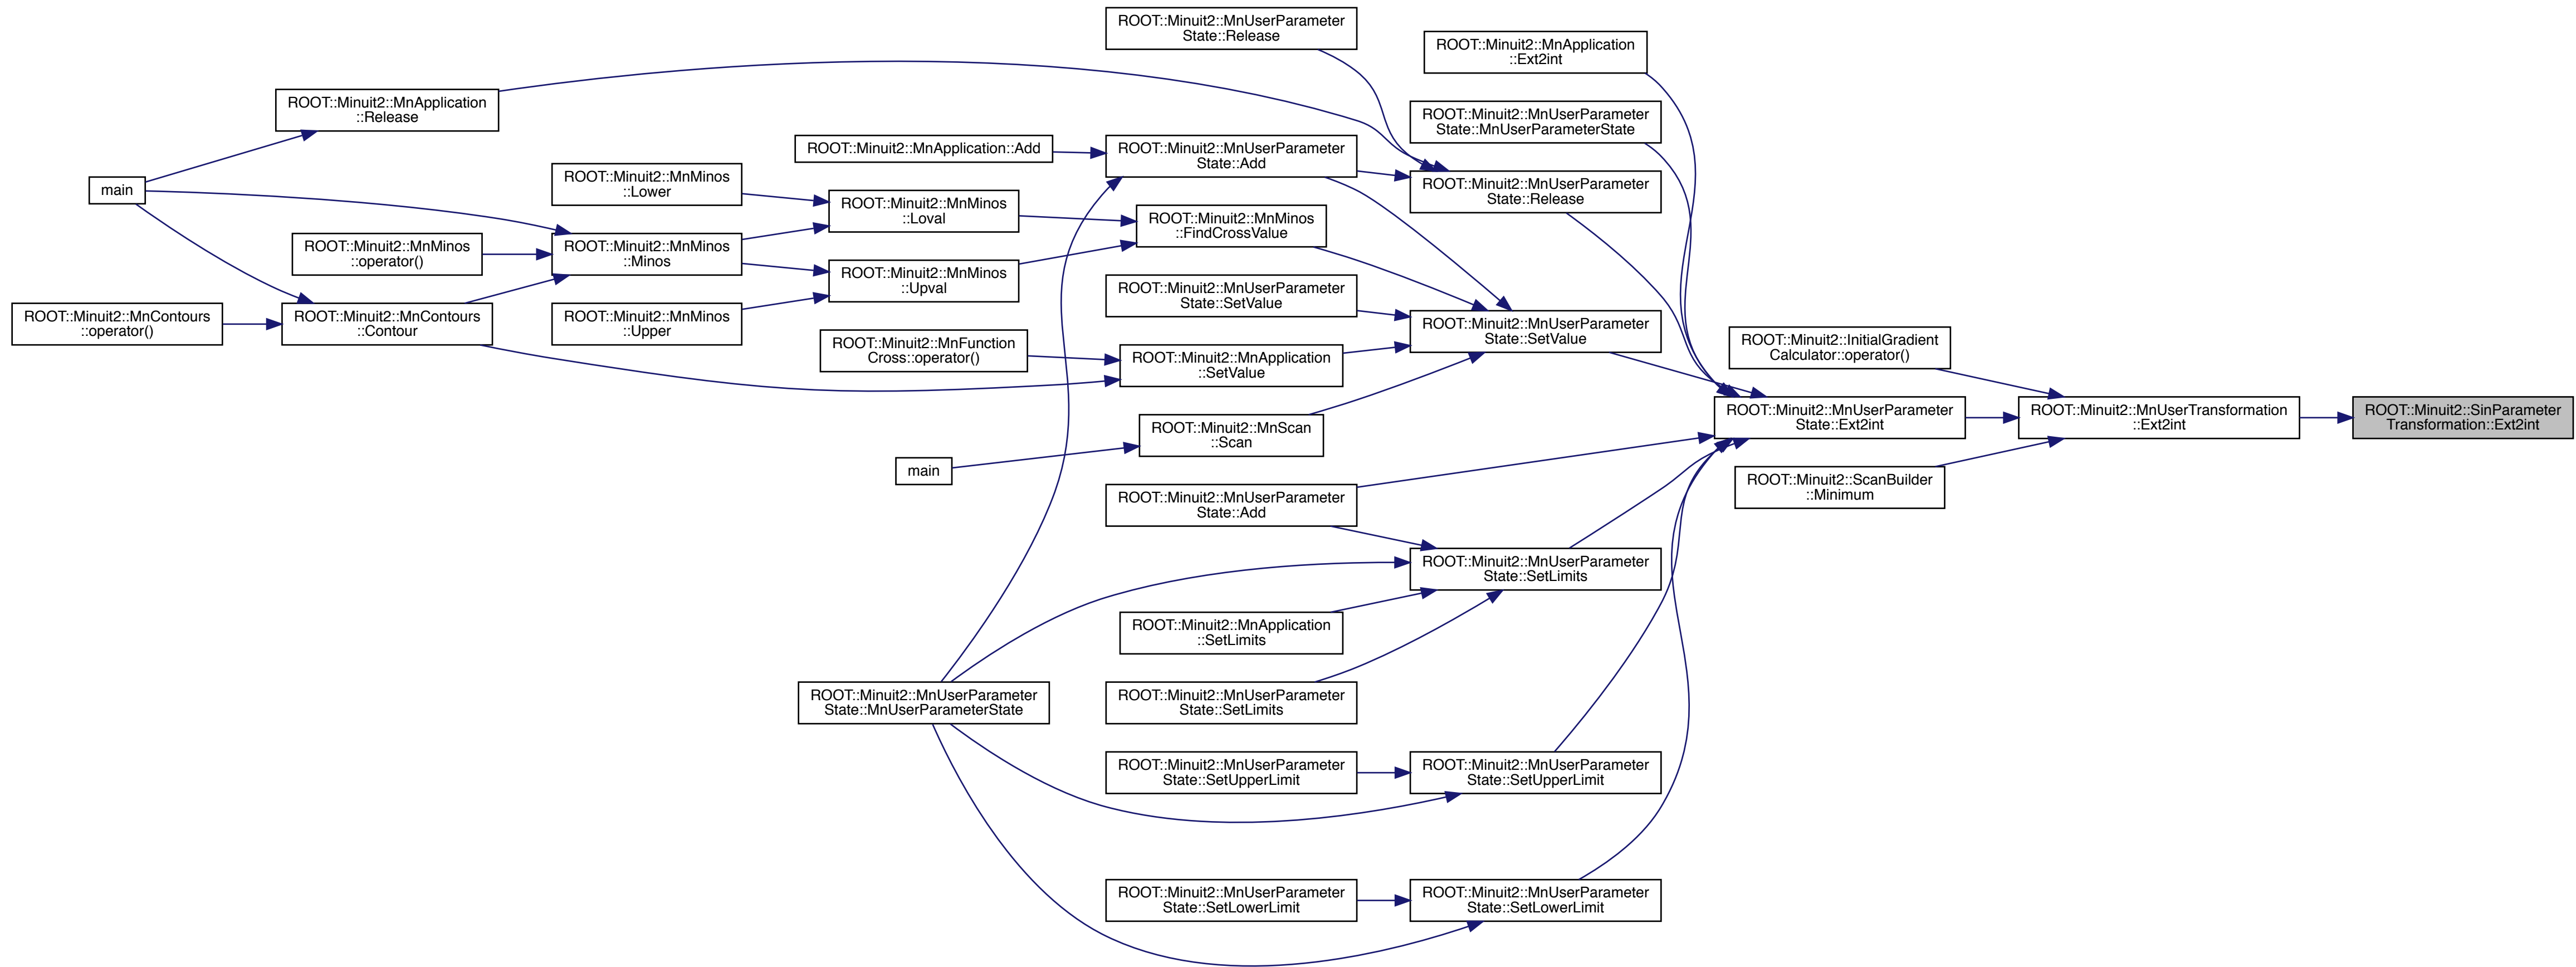 ROOT::Minuit2::MnUserParameter
State::Release
ROOT::Minuit2::MnApplication
::Ext2int
ROOT::Minuit2::MnApplication
::Release
ROOT::Minuit2::MnUserParameter
State::MnUserParameterState
ROOT::Minuit2::MnApplication::Add
ROOT::Minuit2::MnUserParameter
State::Add
main
ROOT::Minuit2::MnMinos
::Lower
ROOT::Minuit2::MnUserParameter
State::Release
ROOT::Minuit2::MnMinos
::Loval
ROOT::Minuit2::MnMinos
::FindCrossValue
ROOT::Minuit2::MnMinos
::operator()
ROOT::Minuit2::MnMinos
::Minos
ROOT::Minuit2::MnMinos
::Upval
ROOT::Minuit2::MnUserParameter
State::SetValue
ROOT::Minuit2::MnContours
::operator()
ROOT::Minuit2::MnContours
::Contour
ROOT::Minuit2::MnMinos
::Upper
ROOT::Minuit2::MnUserParameter
State::SetValue
ROOT::Minuit2::MnFunction
Cross::operator()
ROOT::Minuit2::MnApplication
::SetValue
ROOT::Minuit2::InitialGradient
Calculator::operator()
ROOT::Minuit2::MnUserParameter
State::Ext2int
ROOT::Minuit2::MnUserTransformation
::Ext2int
ROOT::Minuit2::SinParameter
Transformation::Ext2int
ROOT::Minuit2::MnScan
::Scan
main
ROOT::Minuit2::ScanBuilder
::Minimum
ROOT::Minuit2::MnUserParameter
State::Add
ROOT::Minuit2::MnUserParameter
State::SetLimits
ROOT::Minuit2::MnApplication
::SetLimits
ROOT::Minuit2::MnUserParameter
State::MnUserParameterState
ROOT::Minuit2::MnUserParameter
State::SetLimits
ROOT::Minuit2::MnUserParameter
State::SetUpperLimit
ROOT::Minuit2::MnUserParameter
State::SetUpperLimit
ROOT::Minuit2::MnUserParameter
State::SetLowerLimit
ROOT::Minuit2::MnUserParameter
State::SetLowerLimit